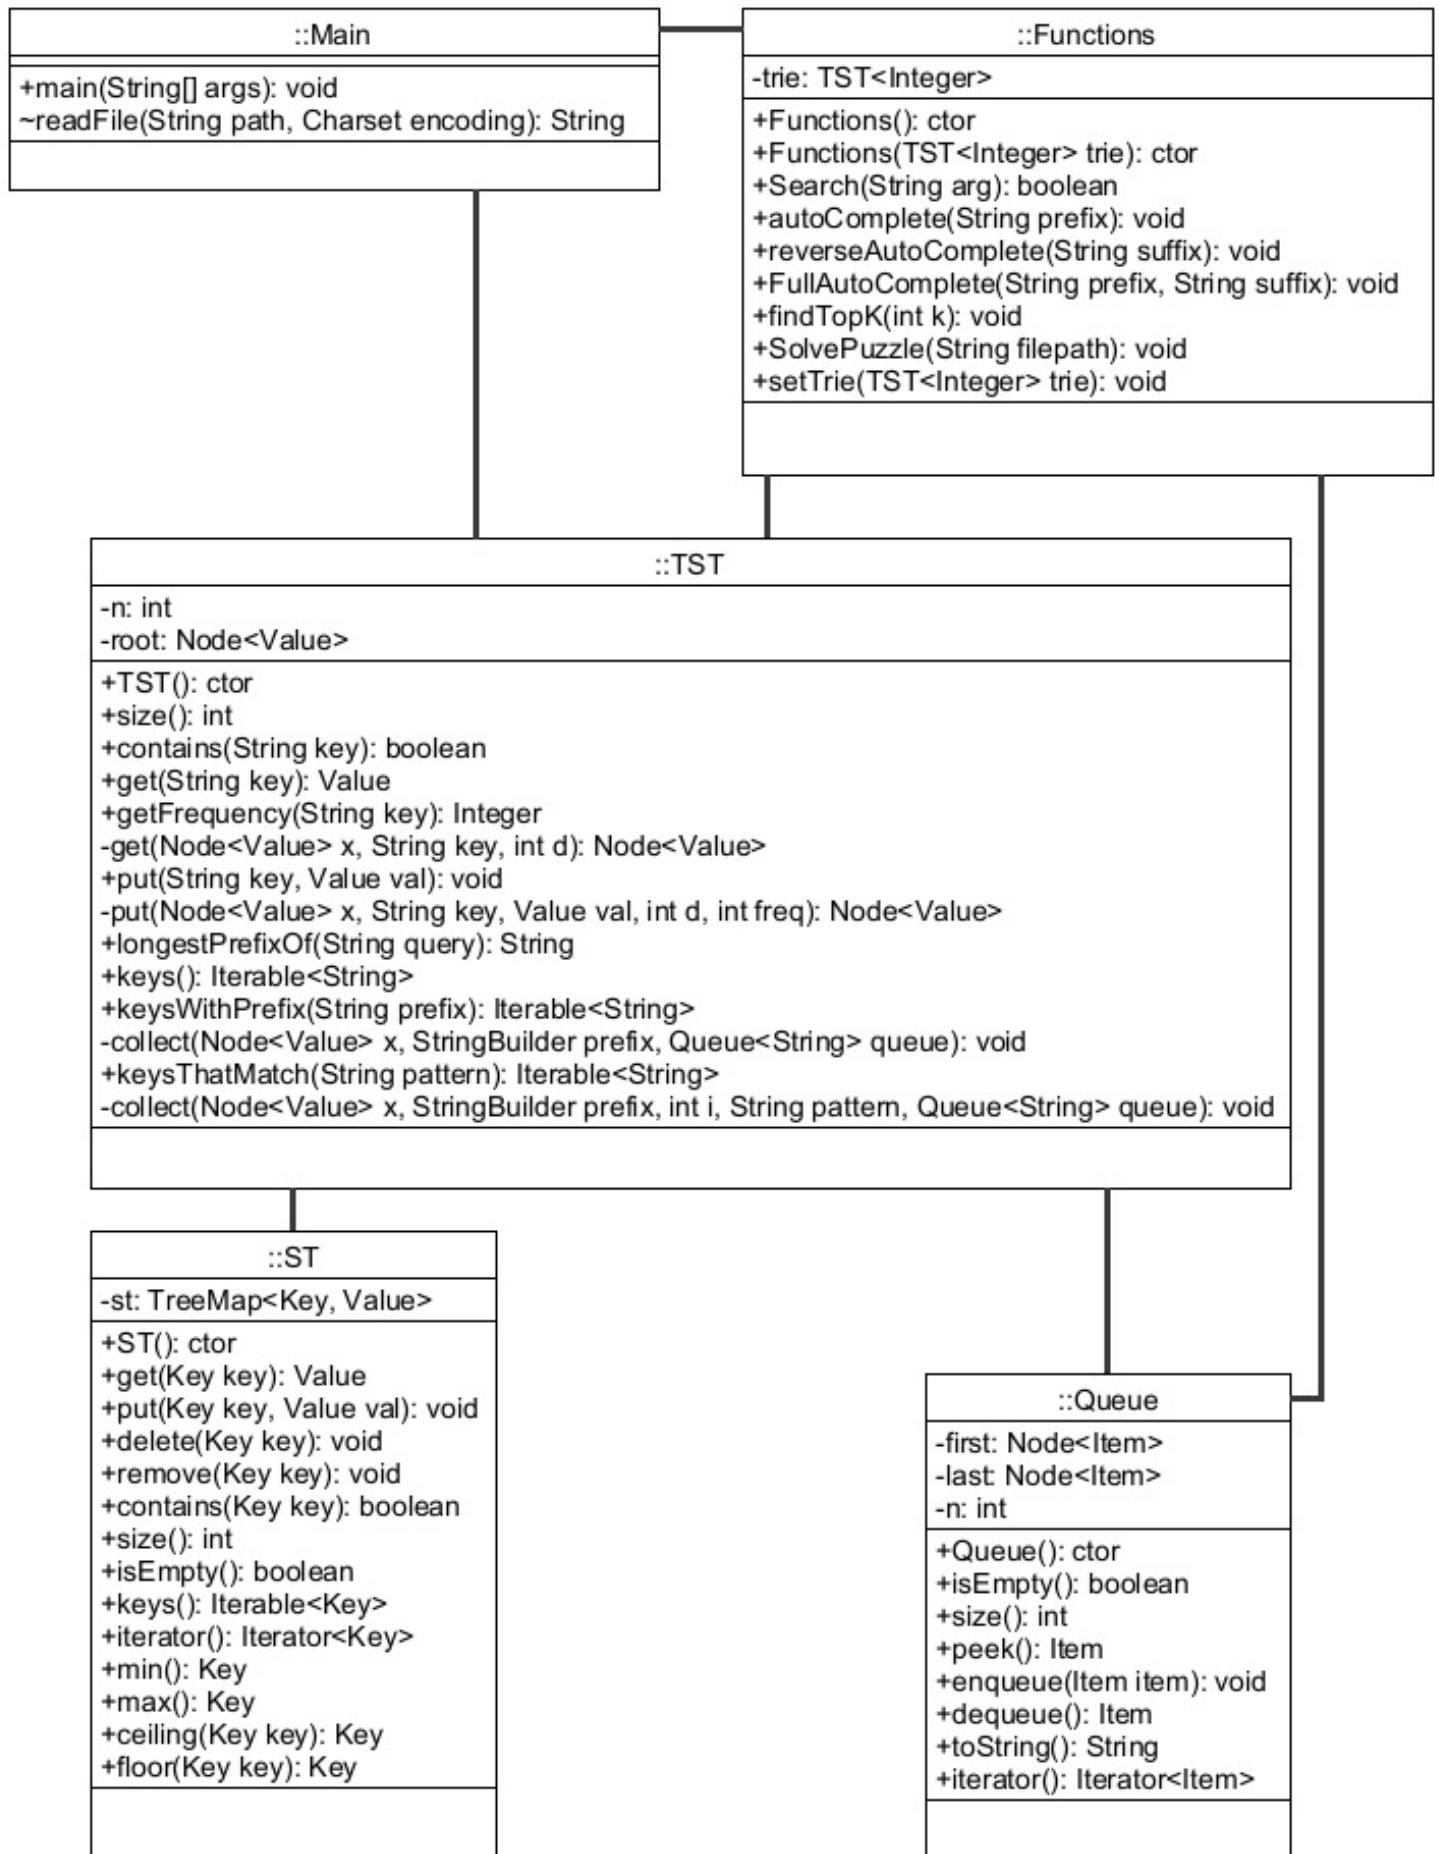 ::Main
+main(String[] args): void
~readFile(String path, Charset encoding): String
::Functions
-trie: TST<Integer>
+Functions(): ctor
+Functions(TST<Integer> trie): ctor
+Search(String arg): boolean
+autoComplete(String prefix): void
+reverseAutoComplete(String suffix): void
+FullAutoComplete(String prefix, String suffix): void
+findTopK(int k): void
+SolvePuzzle(String filepath): void
+setTrie(TST<Integer> trie): void
::TST
-n: int
-root: Node<Value>
+TST(): ctor
+size(): int
+contains(String key): boolean
+get(String key): Value
+getFrequency(String key): Integer
-get(Node<Value> x, String key, int d): Node<Value>
+put(String key, Value val): void
-put(Node<Value> x, String key, Value val, int d, int freq): Node<Value>
+longestPrefixOf(String query): String
+keys(): Iterable<String>
+keysWithPrefix(String prefix): Iterable<String>
-collect(Node<Value> x, StringBuilder prefix, Queue<String> queue): void
+keysThatMatch(String pattern): Iterable<String>
-collect(Node<Value> x, StringBuilder prefix, int i, String pattern, Queue<String> queue): void
::ST
-st: TreeMap<Key, Value>
+ST(): ctor
+get(Key key): Value
+put(Key key, Value val): void
+delete(Key key): void
+remove(Key key): void
+contains(Key key): boolean
+size(): int
+isEmpty(): boolean
+keys(): Iterable<Key>
+iterator(): Iterator<Key>
+min(): Key
+max(): Key
+ceiling(Key key): Key
+floor(Key key): Key
::Queue
-first: Node<Item>
-last: Node<Item>
-n: int
+Queue(): ctor
+isEmpty(): boolean
+size(): int
+peek(): Item
+enqueue(Item item): void
+dequeue(): Item
+toString(): String
+iterator(): Iterator<Item>